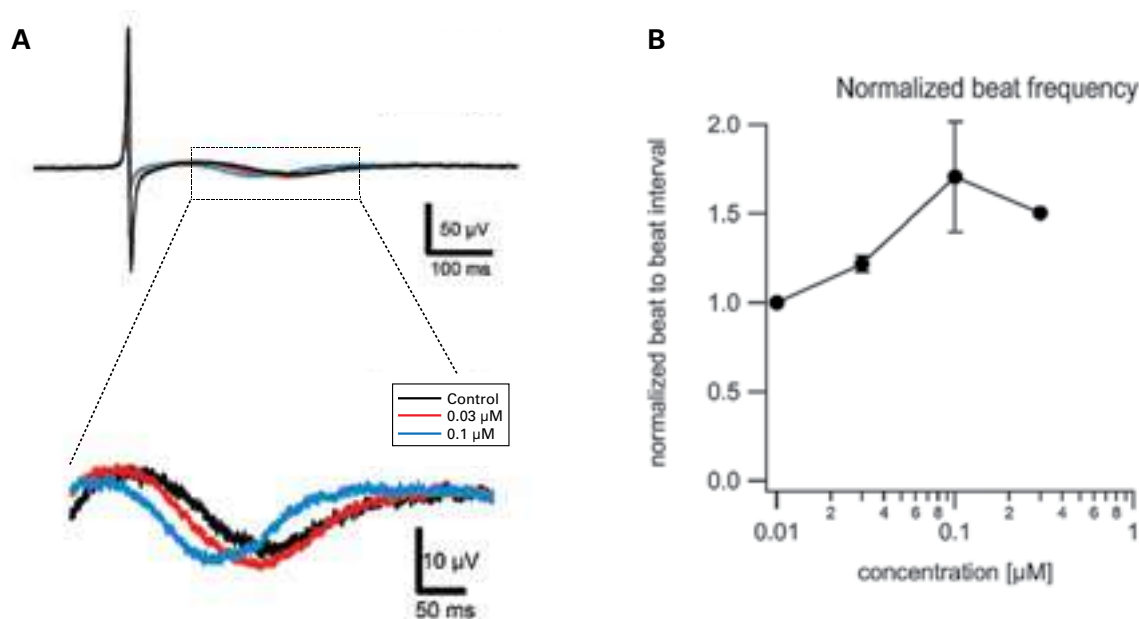 A
50 µV
100 ms
Control
0.03 µM
0.1 µM
10 µV
50 ms
B
Normalized beat frequency
normalized beat to beat interval
2.0
1.5
1.0
0.5
0.0
0.01
2
4
6
8
0.1
2
4
6
8
1
concentration [µM]